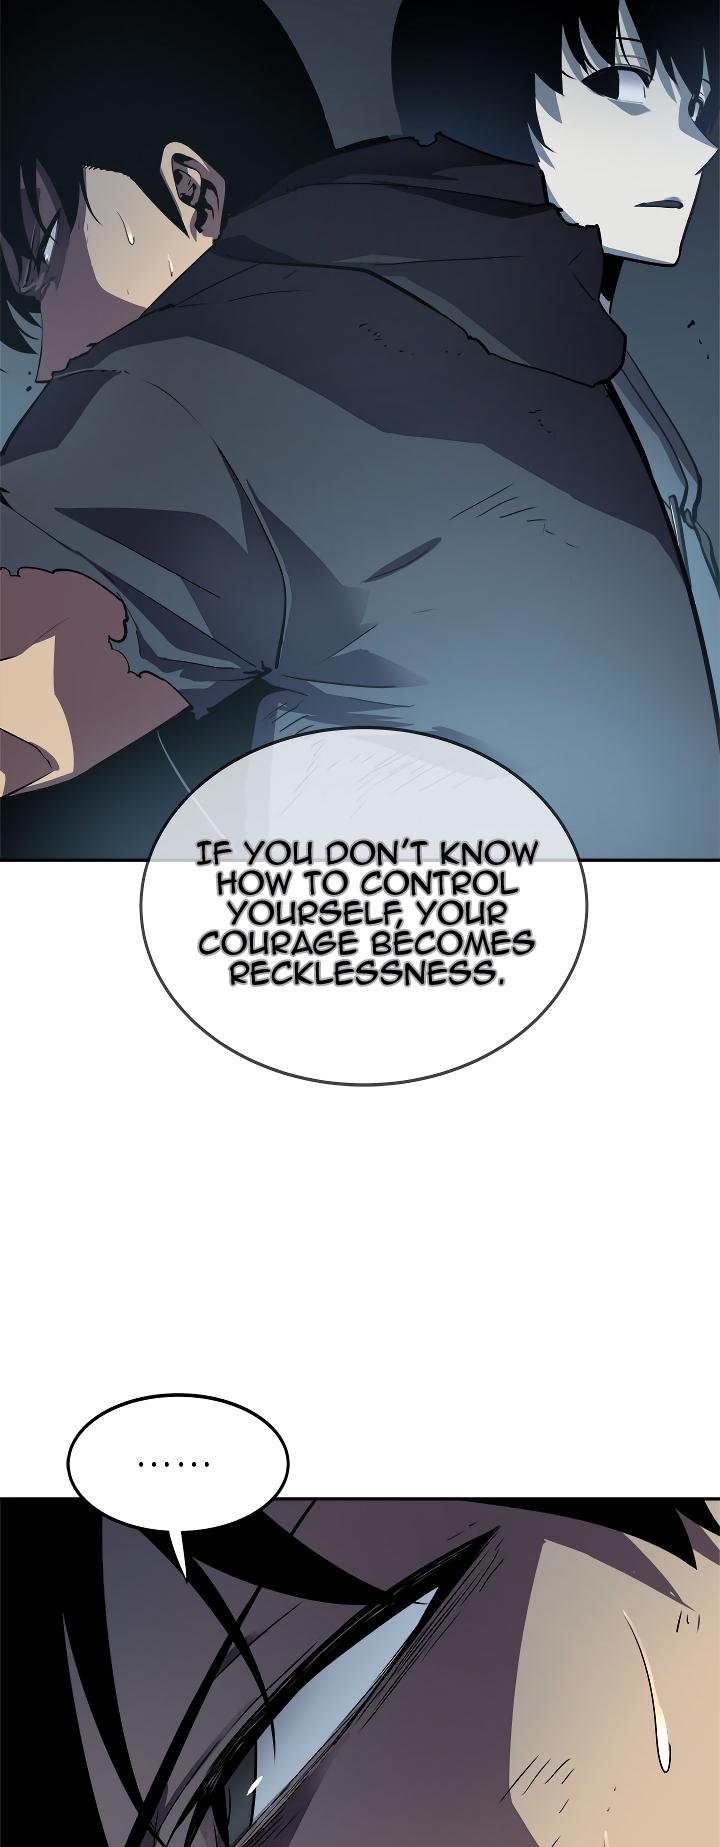 IF YOU DON'T KNOW
HOW TO CONTROL
YOURSELF, YOUR
COURAGE BECOMES
RECKLESSNESS.
......